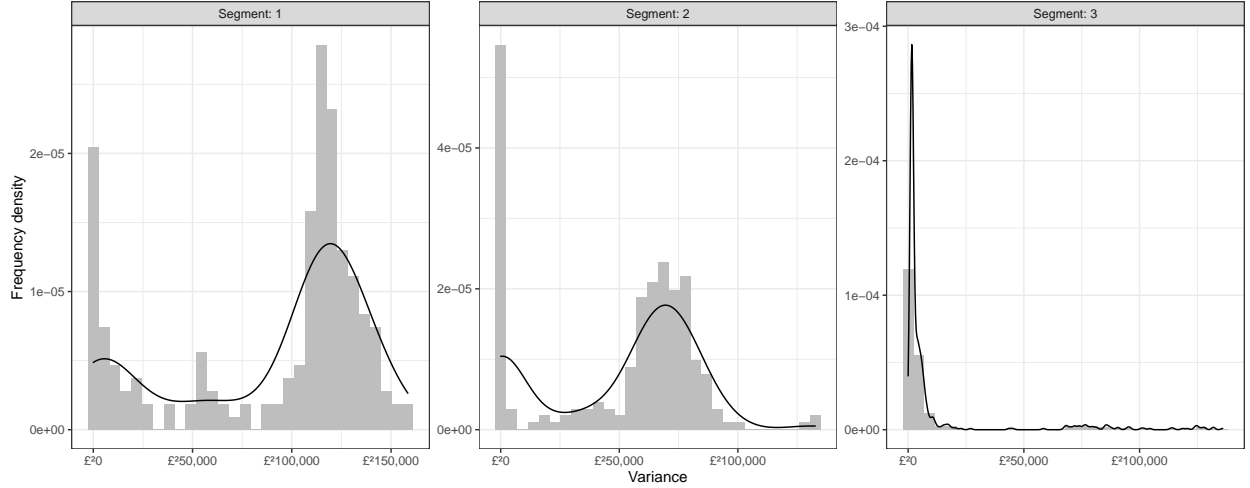 Segment: 1
Segment: 2
Segment: 3
Frequency density
2e−05
1e−05
0e+00
4e−05
2e−05
0e+00
3e−04
2e−04
1e−04
0e+00
£²0
£²50,000
£²100,000
£²150,000
£²0
£²50,000
£²100,000
£²0
£²50,000
£²100,000
Variance